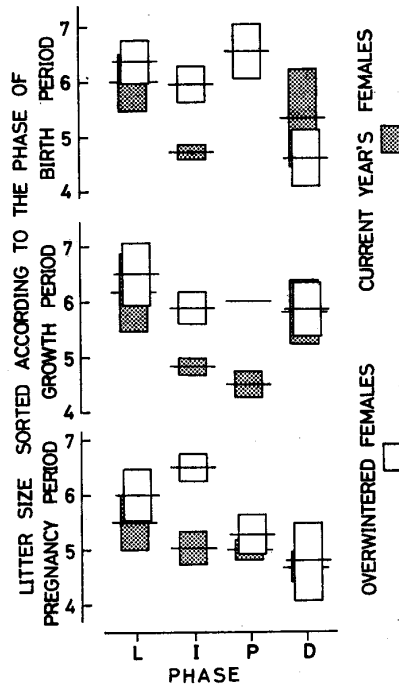 LITTER SIZE SORTED ACCORDING TO THE PHASE OF
BIRTH PERIOD
GROWTH PERIOD
PREGNANCY PERIOD
7
6
5
4
7
6
5
4
7
6
5
4
L I P D
PHASE
CURRENT YEAR'S FEMALES
OVERWINTERED FEMALES